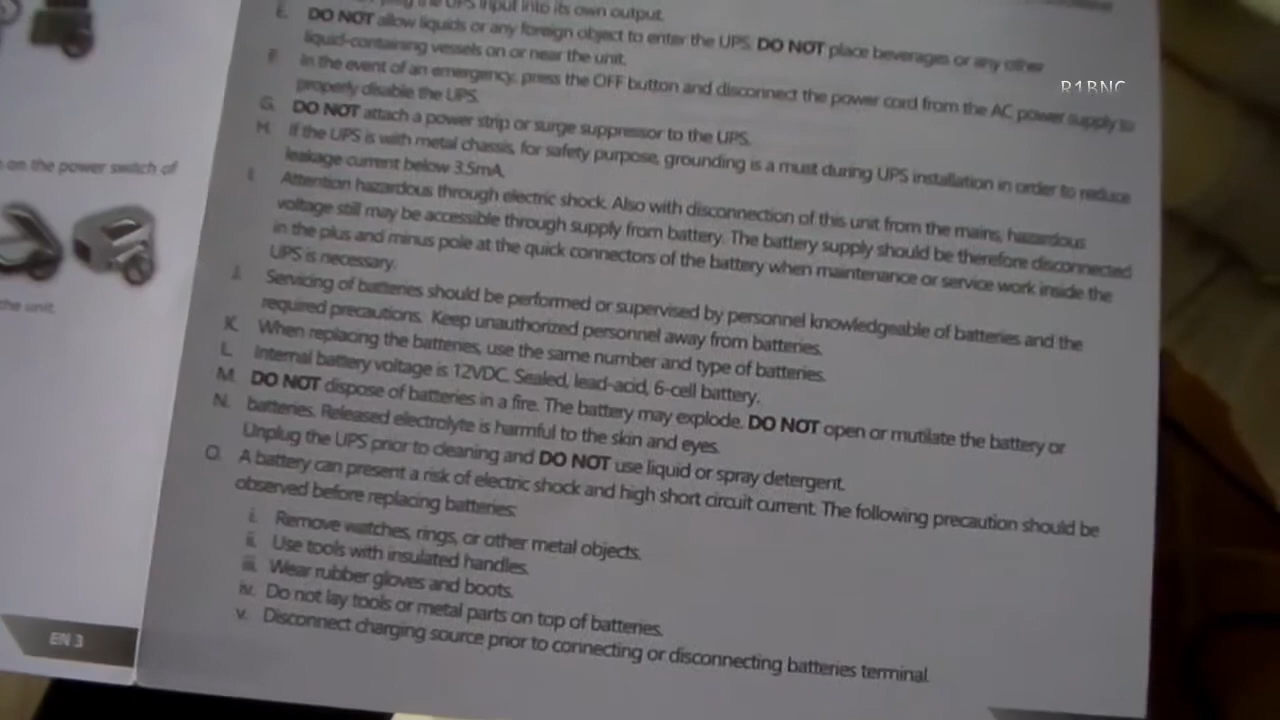 the UPS input into its own output.
E. DO NOT allow liquids or any foreign object to enter the UPS. DO NOT place beverages or any other
liquid-containing vessels on or near the unit.
F. In the event of an emergency, press the OFF button and disconnect the power cord from the AC power supply to
properly disable the UPS.
G. DO NOT attach a power strip or surge suppressor to the UPS.
H. If the UPS is with metal chassis, for safety purpose, grounding is a must during UPS installation in order to reduce
leakage current below 3.5mA.
I. Attention hazardous through electric shock. Also with disconnection of this unit from the mains, hazardous
voltage still may be accessible through supply from battery. The battery supply should be therefore disconnected
in the plus and minus pole at the quick connectors of the battery when maintenance or service work inside the
UPS is necessary.
J. Servicing of batteries should be performed or supervised by personnel knowledgeable of batteries and the
required precautions. Keep unauthorized personnel away from batteries.
K. When replacing the batteries, use the same number and type of batteries.
L. Internal battery voltage is 12VDC. Sealed, lead-acid, 6-cell battery.
M. DO NOT dispose of batteries in a fire. The battery may explode. DO NOT open or mutilate the battery or
batteries. Released electrolyte is harmful to the skin and eyes.
N. Unplug the UPS prior to cleaning and DO NOT use liquid or spray detergent.
O. A battery can present a risk of electric shock and high short circuit current. The following precaution should be
observed before replacing batteries:
i. Remove watches, rings, or other metal objects.
ii. Use tools with insulated handles.
iii. Wear rubber gloves and boots.
iv. Do not lay tools or metal parts on top of batteries.
v. Disconnect charging source prior to connecting or disconnecting batteries terminal.
on the power switch of
the unit.
EN 3
R1BNC